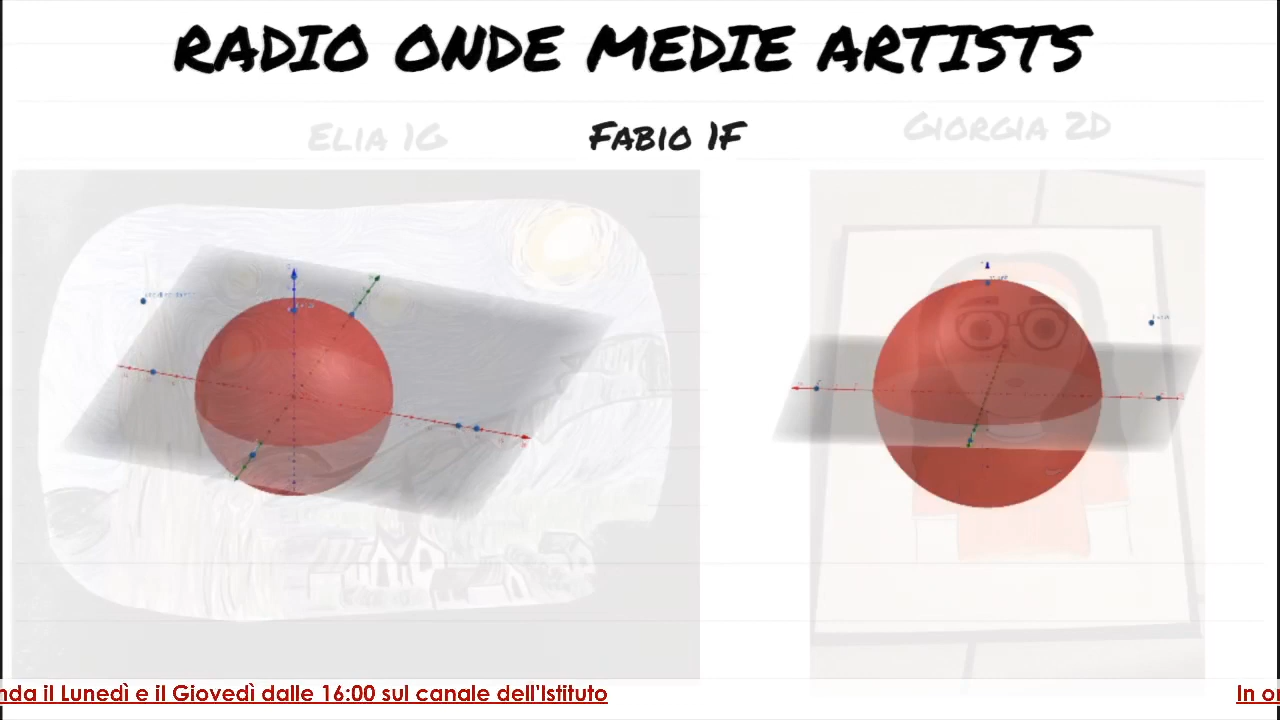 RADIO ONDE MEDIE ARTISTS
Elia 1G
Fabio 1F
Giorgia 2D
nda il Lunedì e il Giovedì dalle 16:00 sul canale dell'Istituto
In o